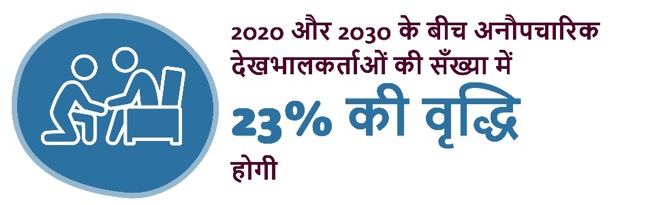 2020 और 2030 के बीच अनौपचारिक
देखभालकर्ताओं की सँख्या में
23% की वृद्धि
होगी